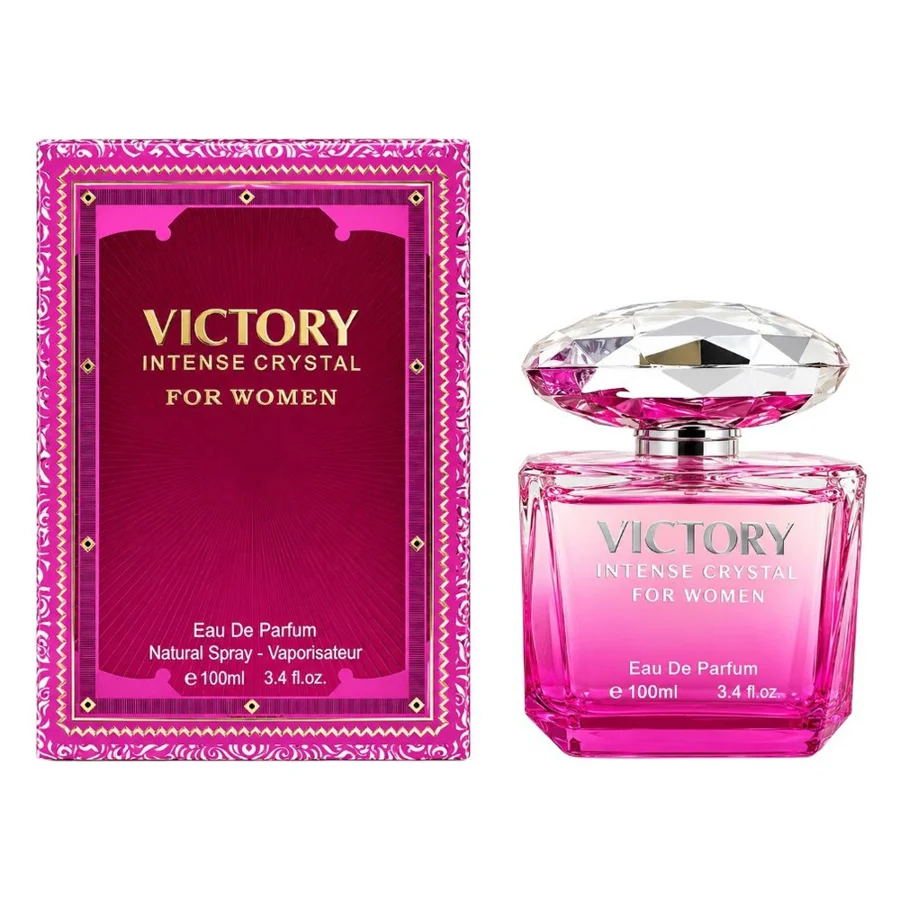 VICTORY
INTENSE CRYSTAL
FOR WOMEN
Eau De Parfum
Natural Spray - Vaporisateur
℮ 100ml 3.4 fl.oz.
VICTORY
INTENSE CRYSTAL
FOR WOMEN
Eau De Parfum
℮ 100ml 3.4 fl.oz.